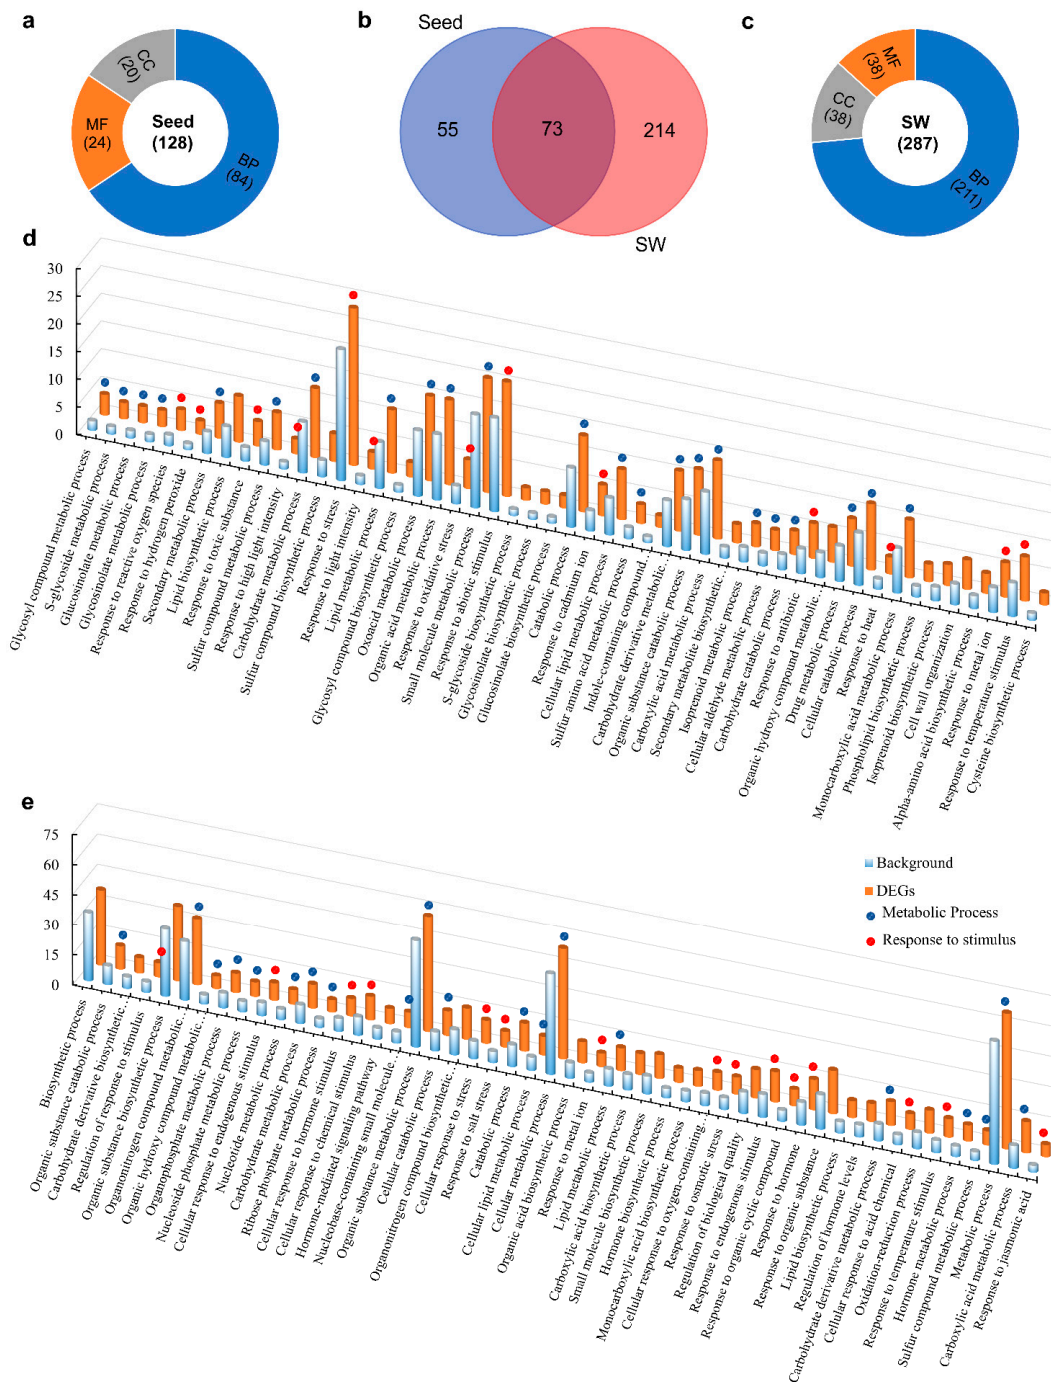 a
b
c
CC
(20)
MF
(24)
Seed
(128)
BP
(84)
Seed
55
73
214
SW
MF
(38)
CC
(38)
SW
(287)
BP
(211)
d
30
25
20
15
10
5
0
Glycosyl compound metabolic process
S-glycoside metabolic process
Glucosinolate metabolic process
Glycosinolate metabolic process
Response to reactive oxygen species
Response to hydrogen peroxide
Secondary metabolic process
Lipid biosynthetic process
Response to toxic substance
Sulfur compound metabolic process
Response to high light intensity
Carbohydrate metabolic process
Sulfur compound biosynthetic process
Response to stress
Response to light intensity
Lipid metabolic process
Glycosyl compound biosynthetic process
Oxoacid metabolic process
Organic acid metabolic process
Response to oxidative stress
Small molecule metabolic process
Response to abiotic stimulus
S-glycoside biosynthetic process
Glycosinolate biosynthetic process
Glucosinolate biosynthetic process
Catabolic process
Response to cadmium ion
Cellular lipid metabolic process
Sulfur amino acid metabolic process
Indole-containing compound…
Carbohydrate derivative metabolic…
Organic substance catabolic process
Carboxylic acid metabolic process
Secondary metabolite biosynthetic…
Isoprenoid metabolic process
Cellular aldehyde metabolic process
Carbohydrate catabolic process
Response to antibiotic
Organic hydroxy compound metabolic…
Drug metabolic process
Cellular catabolic process
Response to heat
Monocarboxylic acid metabolic process
Phospholipid biosynthetic process
Isoprenoid biosynthetic process
Cell wall organization
Alpha-amino acid biosynthetic process
Response to metal ion
Response to temperature stimulus
Cysteine biosynthetic process
e
75
60
45
30
15
0
Background
DEGs
Metabolic Process
Response to stimulus
Biosynthetic process
Organic substance catabolic process
Carbohydrate derivative biosynthetic…
Regulation of response to stimulus
Organic substance biosynthetic process
Organonitrogen compound metabolic…
Organic hydroxy compound metabolic…
Organophosphate metabolic process
Nucleoside phosphate metabolic process
Cellular response to endogenous stimulus
Nucleotide metabolic process
Carbohydrate metabolic process
Ribose phosphate metabolic process
Cellular response to hormone stimulus
Cellular response to chemical stimulus
Hormone-mediated signaling pathway
Nucleobase-containing small molecule…
Organic substance metabolic process
Cellular catabolic process
Organonitrogen compound biosynthetic…
Cellular response to stress
Response to salt stress
Catabolic process
Cellular lipid metabolic process
Cellular metabolic process
Organic acid biosynthetic process
Response to metal ion
Lipid metabolic process
Carboxylic acid biosynthetic process
Small molecule biosynthetic process
Hormone biosynthetic process
Monocarboxylic acid biosynthetic process
Cellular response to oxygen-containing…
Response to osmotic stress
Regulation of biological quality
Response to endogenous stimulus
Response to organic cyclic compound
Response to hormone
Response to organic substance
Lipid biosynthetic process
Regulation of hormone levels
Carbohydrate derivative metabolic process
Cellular response to acid chemical
Oxidation-reduction process
Response to temperature stimulus
Hormone metabolic process
Sulfur compound metabolic process
Metabolic process
Carboxylic acid metabolic process
Response to jasmonic acid